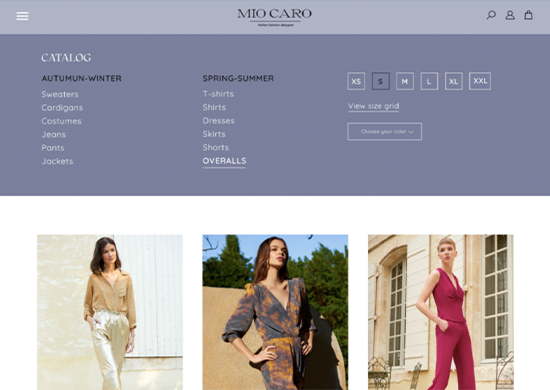 MIO CARO
Italian fashion designer
CATALOG
AUTUMUN-WINTER
Sweaters
Cardigans
Costumes
Jeans
Pants
Jackets
SPRING-SUMMER
T-shirts
Shirts
Dresses
Skirts
Shorts
OVERALLS
XS S M L XL XXL
View size grid
Choose your color